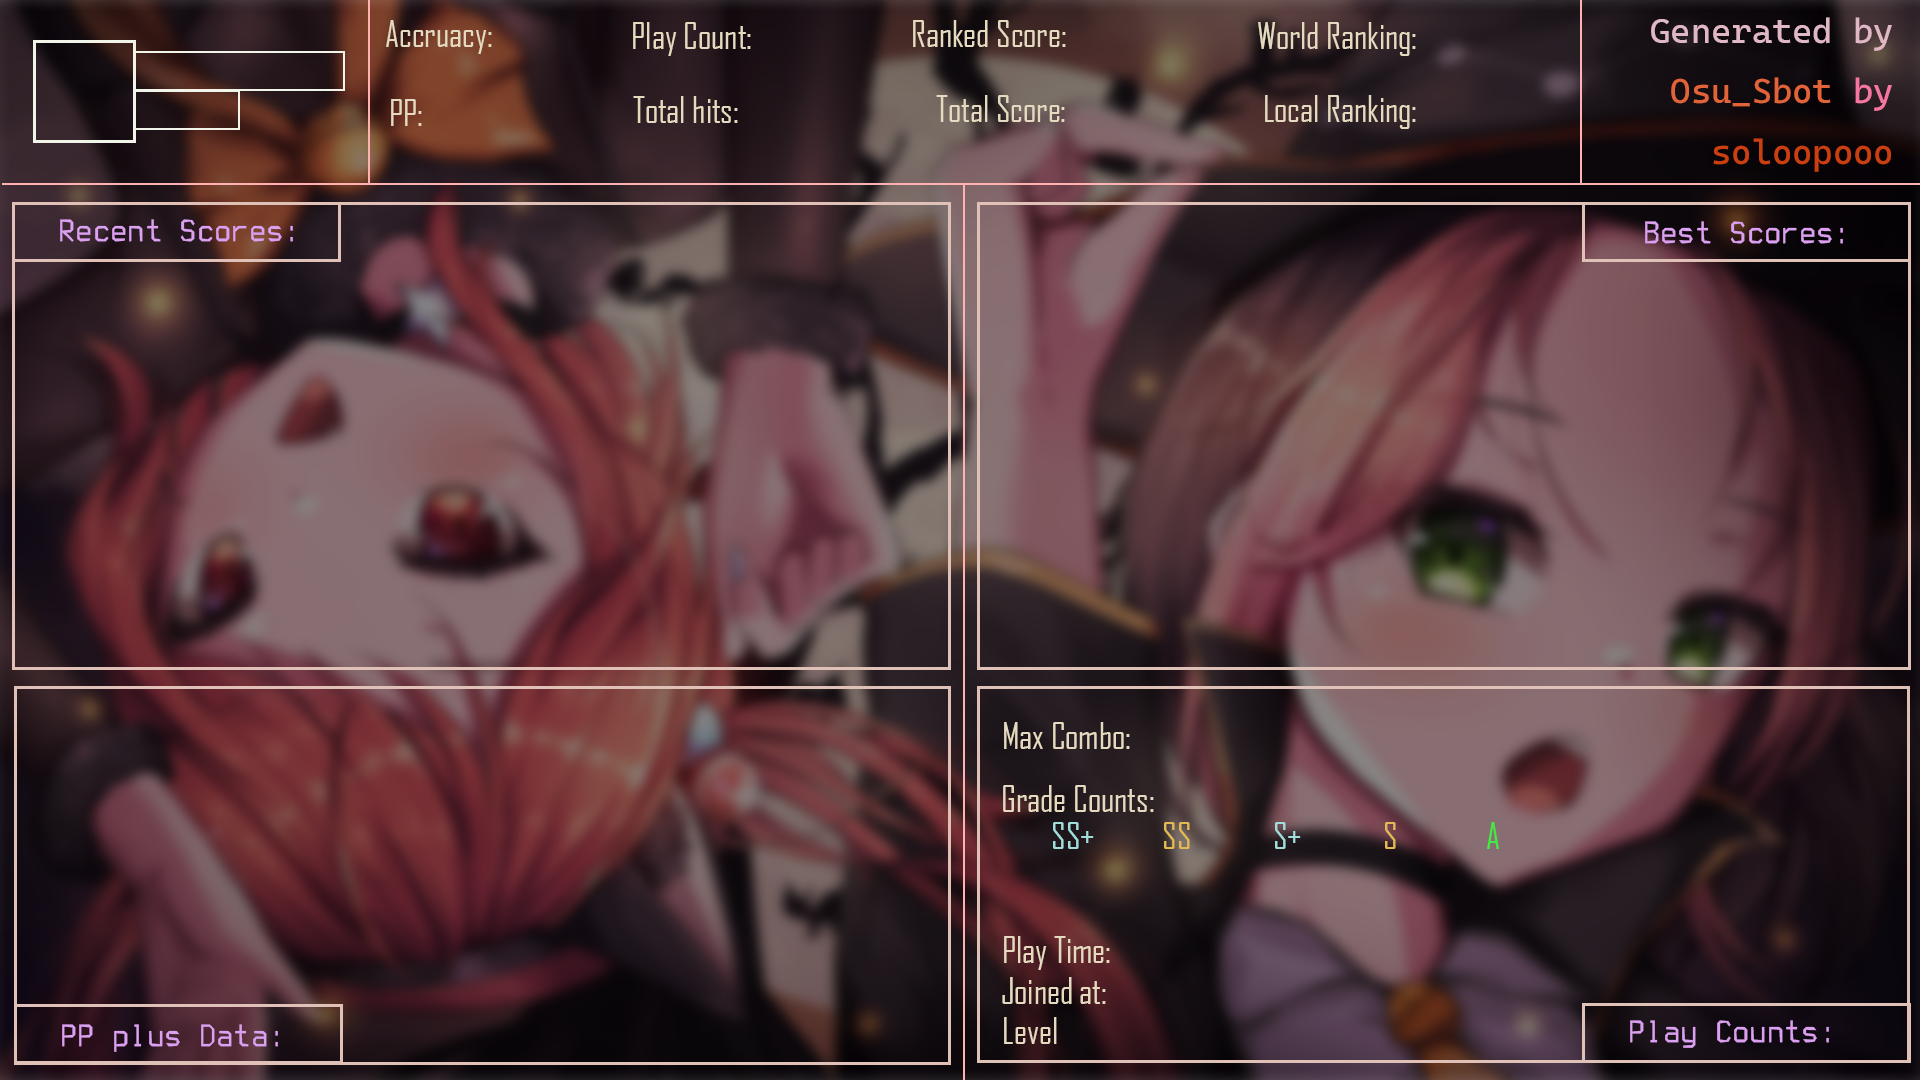 Accruacy:
Play Count:
Ranked Score:
World Ranking:
PP:
Total hits:
Total Score:
Local Ranking:
Generated by
Osu_Sbot by
soloopooo
Recent Scores:
Best Scores:
PP plus Data:
Max Combo:
Grade Counts:
SS+ SS S+ S A
Play Time:
Joined at:
Level
Play Counts: